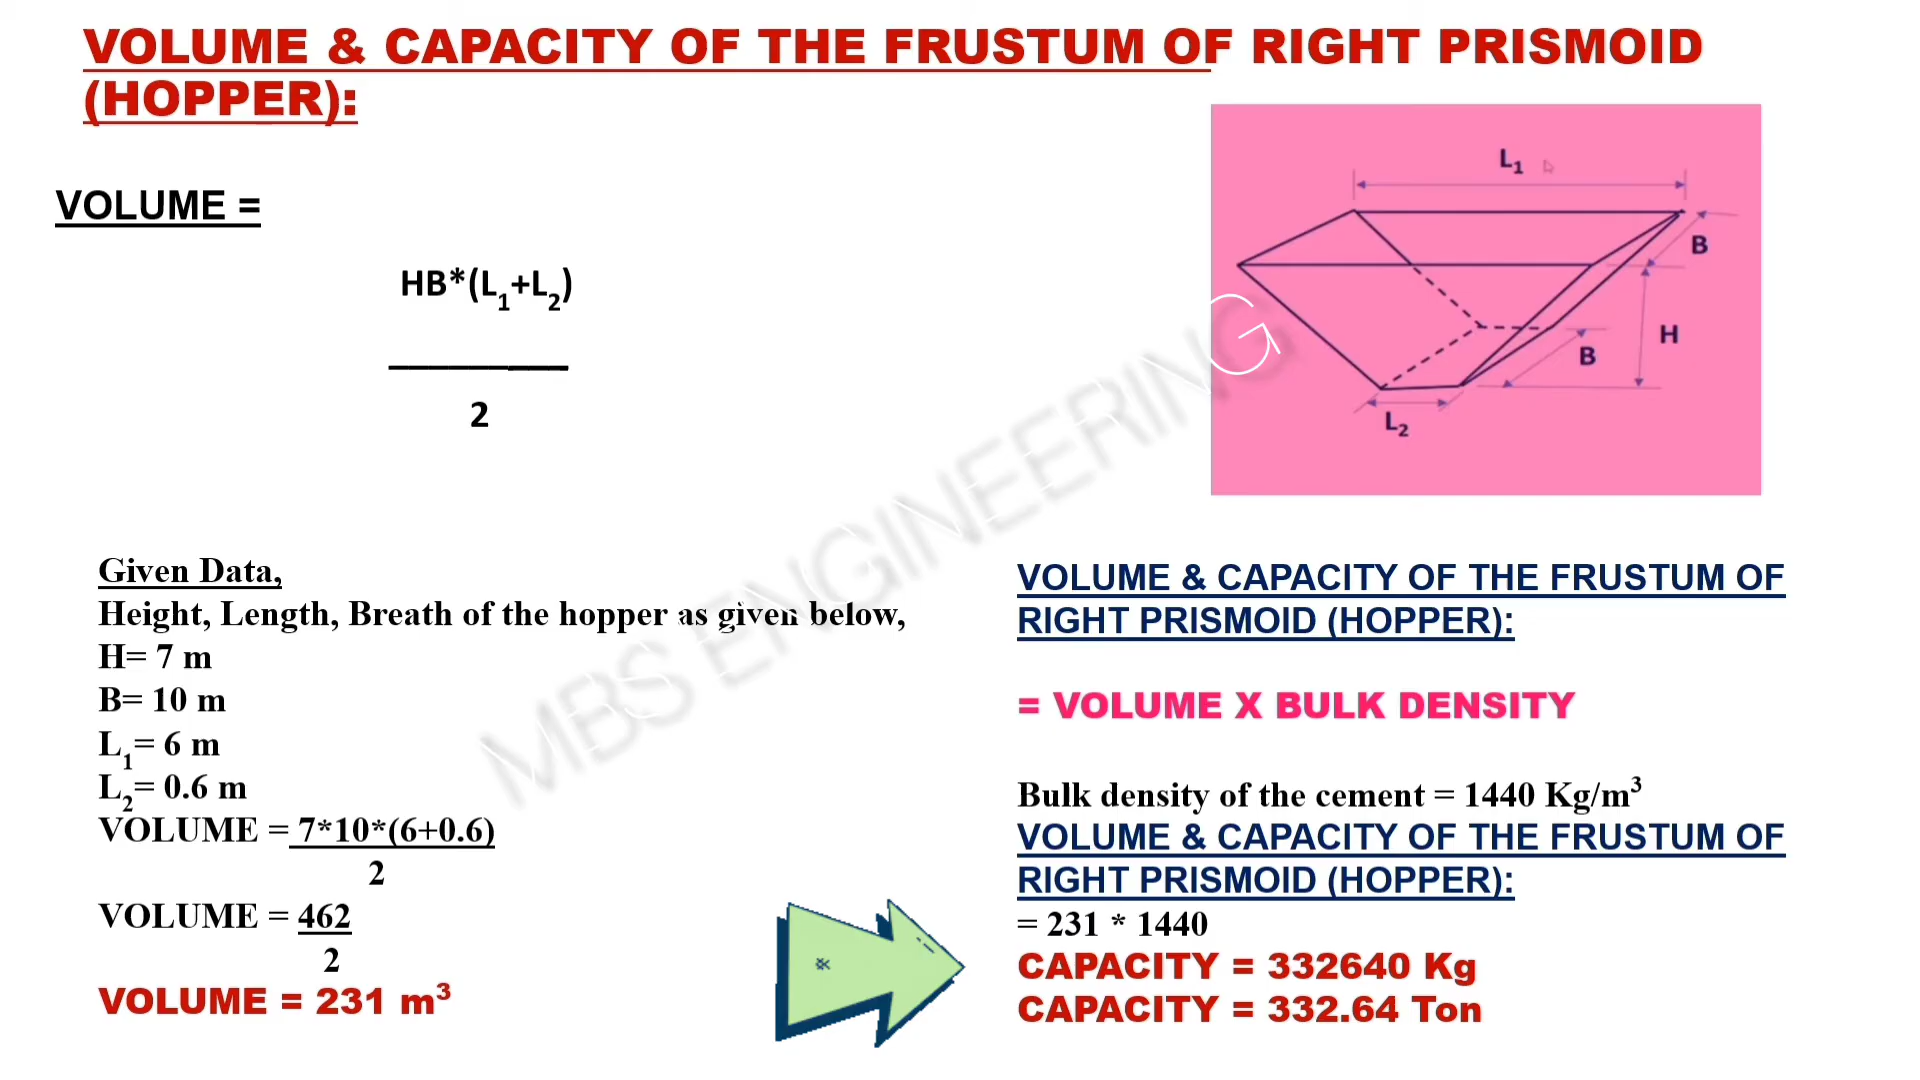 VOLUME & CAPACITY OF THE FRUSTUM OF RIGHT PRISMOID
(HOPPER):
VOLUME =
HB*(L₁+L₂)
2
L₁
B
H
B
L₂
MBS ENGINEERING
Given Data,
Height, Length, Breath of the hopper as given below,
H= 7 m
B= 10 m
L₁= 6 m
L₂= 0.6 m
VOLUME = 7*10*(6+0.6)
2
VOLUME = 462
2
VOLUME = 231 m³
VOLUME & CAPACITY OF THE FRUSTUM OF
RIGHT PRISMOID (HOPPER):
= VOLUME X BULK DENSITY
Bulk density of the cement = 1440 Kg/m³
VOLUME & CAPACITY OF THE FRUSTUM OF
RIGHT PRISMOID (HOPPER):
= 231 * 1440
CAPACITY = 332640 Kg
CAPACITY = 332.64 Ton